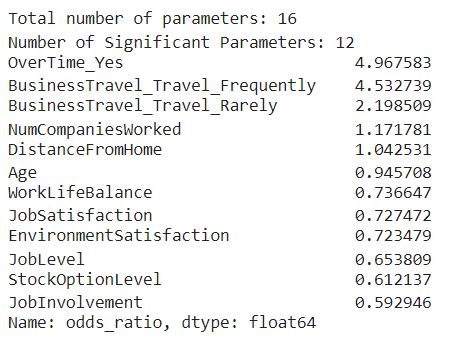 Total number of parameters: 16
Number of Significant Parameters: 12
OverTime_Yes 4.967583
BusinessTravel_Travel_Frequently 4.532739
BusinessTravel_Travel_Rarely 2.198509
NumCompaniesWorked 1.171781
DistanceFromHome 1.042531
Age 0.945708
WorkLifeBalance 0.736647
JobSatisfaction 0.727472
EnvironmentSatisfaction 0.723479
JobLevel 0.653809
StockOptionLevel 0.612137
JobInvolvement 0.592946
Name: odds_ratio, dtype: float64